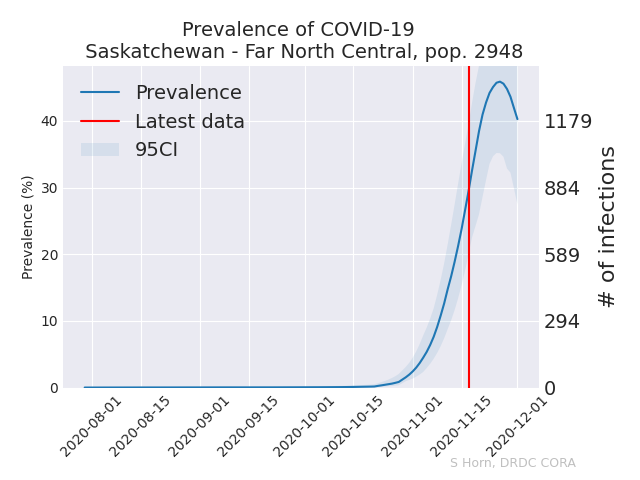 Prevalence of COVID-19
Saskatchewan - Far North Central, pop. 2948
Prevalence
Latest data
95CI
Prevalence (%)
40
30
20
10
0
1179
884
589
294
0
# of infections
2020-08-01
2020-08-15
2020-09-01
2020-09-15
2020-10-01
2020-10-15
2020-11-01
2020-11-15
2020-12-01
S Horn, DRDC CORA